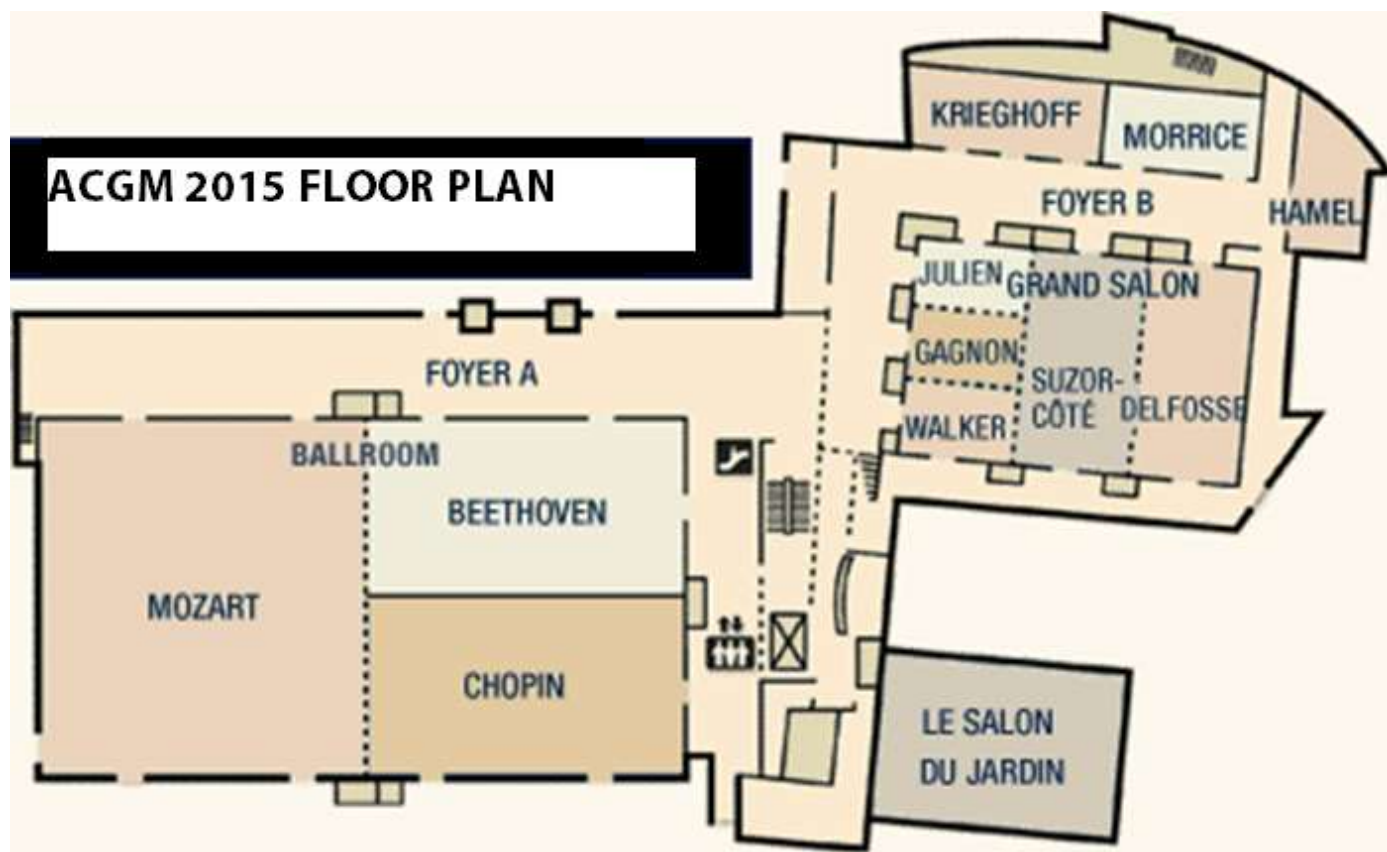 ACGM 2015 FLOOR PLAN
KRIEGHOFF
MORRICE
FOYER B
HAMEL
JULIEN
GRAND SALON
GAGNON
SUZOR-
CÔTÉ
DELFOSSE
WALKER
FOYER A
BALLROOM
BEETHOVEN
MOZART
CHOPIN
LE SALON
DU JARDIN